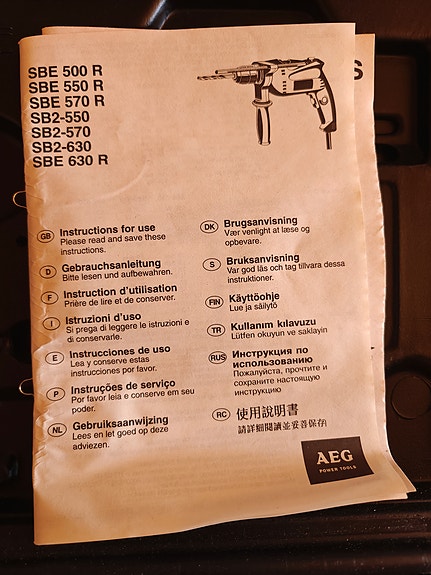 SBE 500 R
SBE 550 R
SBE 570 R
SB2-550
SB2-570
SB2-630
SBE 630 R
S
GB Instructions for use
Please read and save these
instructions.
D Gebrauchsanleitung
Bitte lesen und aufbewahren.
F Instruction d'utilisation
Prière de lire et de conserver.
I Istruzioni d'uso
Si prega di leggere le istruzioni e
di conservarle.
E Instrucciones de uso
Lea y conserve estas
instrucciones por favor.
P Instruções de serviço
Por favor leia e conserve em seu
poder.
NL Gebruiksaanwijzing
Lees en let goed op deze
adviezen.
DK Brugsanvisning
Vær venlight at læse og
opbevare.
S Bruksanvisning
Var god läs och tag tillvara dessa
instruktioner.
FIN Käyttöohje
Lue ja säilytö
TR Kullanım kılavuzu
Lütfen okuyun ve saklayin
RUS Инструкция по
использованию
Пожалуйста, прочтите и
сохраните настоящую
инструкцию
RC 使用說明書
請詳細閱讀並妥善保存
AEG
POWER TOOLS